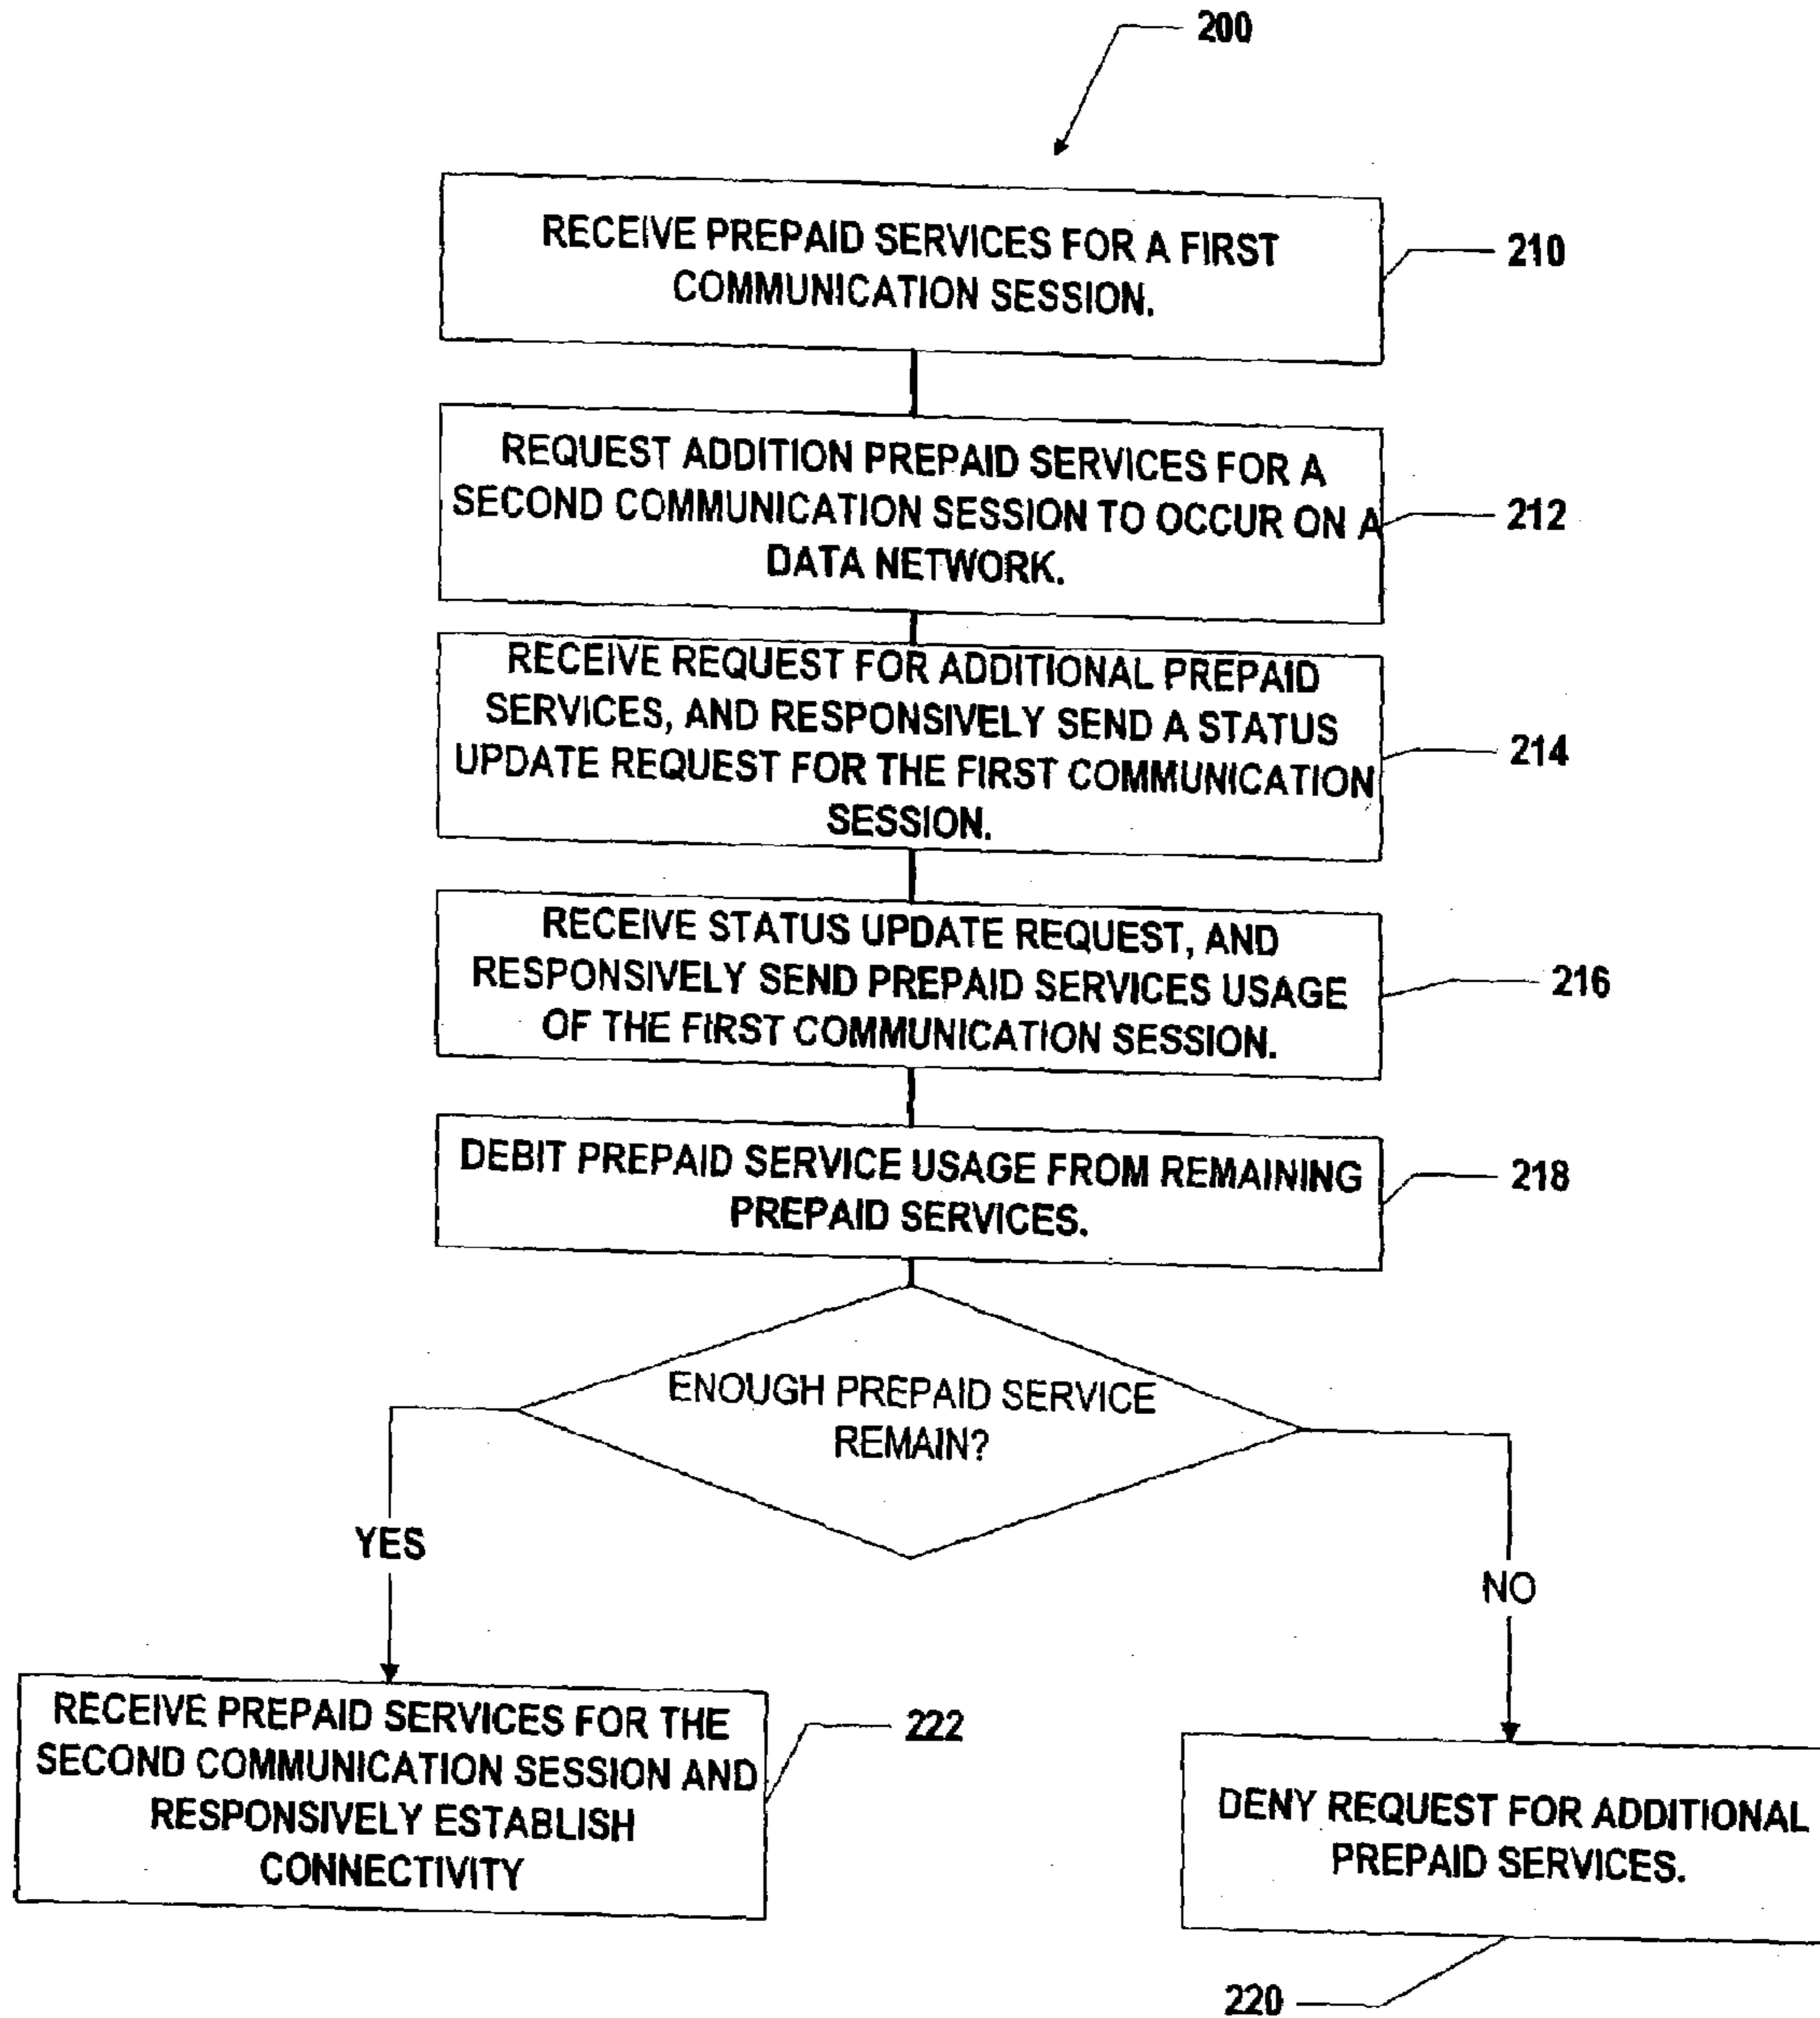 200
RECEIVE PREPAID SERVICES FOR A FIRST
COMMUNICATION SESSION.
210
REQUEST ADDITION PREPAID SERVICES FOR A
SECOND COMMUNICATION SESSION TO OCCUR ON A
DATA NETWORK.
212
RECEIVE REQUEST FOR ADDITIONAL PREPAID
SERVICES, AND RESPONSIVELY SEND A STATUS
UPDATE REQUEST FOR THE FIRST COMMUNICATION
SESSION.
214
RECEIVE STATUS UPDATE REQUEST, AND
RESPONSIVELY SEND PREPAID SERVICES USAGE
OF THE FIRST COMMUNICATION SESSION.
216
DEBIT PREPAID SERVICE USAGE FROM REMAINING
PREPAID SERVICES.
218
ENOUGH PREPAID SERVICE
REMAIN?
YES
NO
RECEIVE PREPAID SERVICES FOR THE
SECOND COMMUNICATION SESSION AND
RESPONSIVELY ESTABLISH
CONNECTIVITY
222
DENY REQUEST FOR ADDITIONAL
PREPAID SERVICES.
220